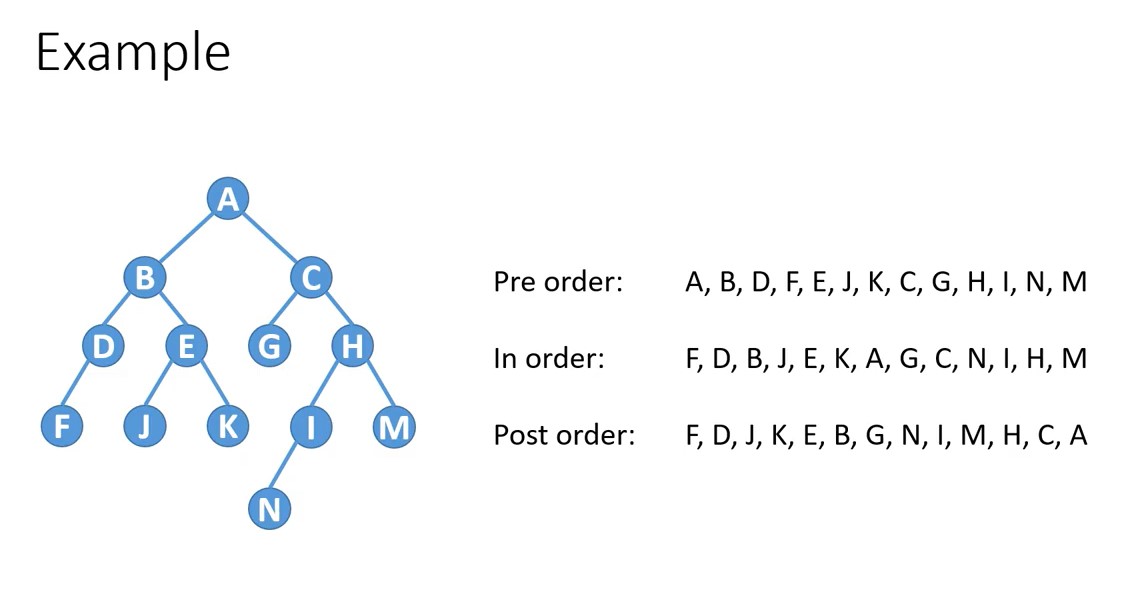 Example
A
B C
D E G H
F J K I M
N
Pre order: A, B, D, F, E, J, K, C, G, H, I, N, M
In order: F, D, B, J, E, K, A, G, C, N, I, H, M
Post order: F, D, J, K, E, B, G, N, I, M, H, C, A